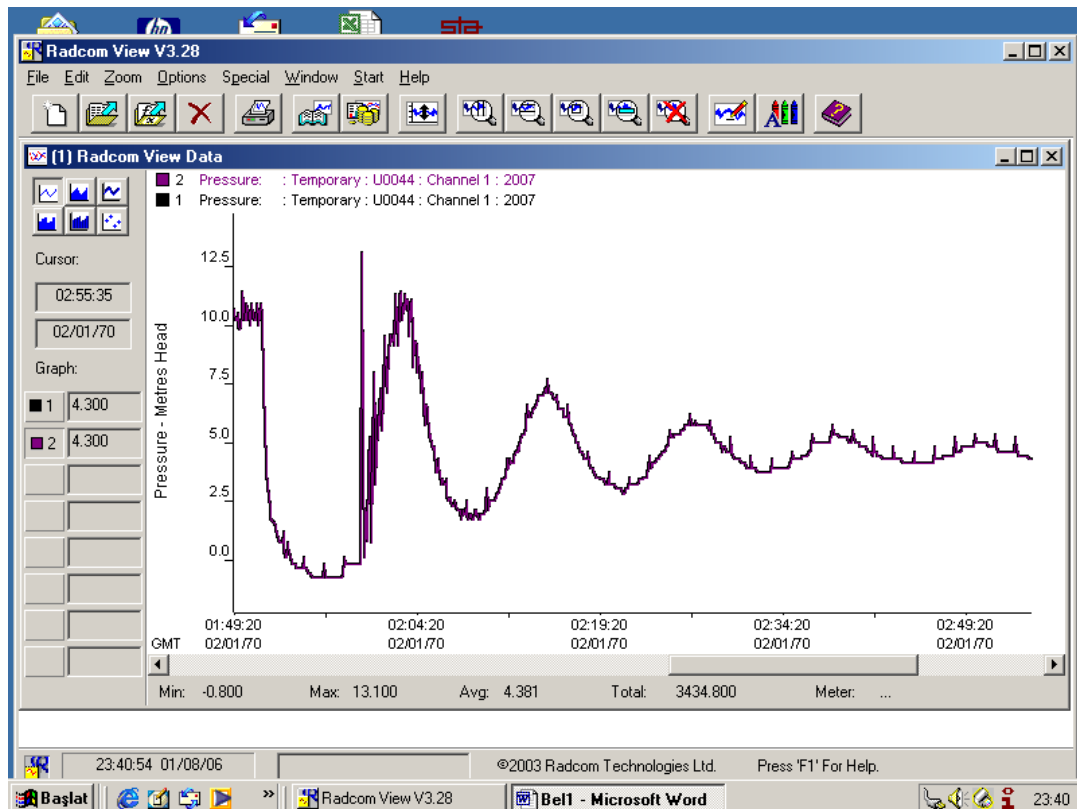 hp
sta
Radcom View V3.28
File Edit Zoom Options Special Window Start Help
(1) Radcom View Data
2 Pressure: : Temporary : U0044 : Channel 1 : 2007
1 Pressure: : Temporary : U0044 : Channel 1 : 2007
Cursor:
02:55:35
02/01/70
Graph:
1 4.300
2 4.300
Pressure - Metres Head
12.5
10.0
7.5
5.0
2.5
0.0
01:49:20 02:04:20 02:19:20 02:34:20 02:49:20
GMT 02/01/70 02/01/70 02/01/70 02/01/70 02/01/70
Min: -0.800 Max: 13.100 Avg: 4.381 Total: 3434.800 Meter: ...
23:40:54 01/08/06 ©2003 Radcom Technologies Ltd. Press 'F1' For Help.
Başlat » Radcom View V3.28 Bel1 - Microsoft Word 23:40